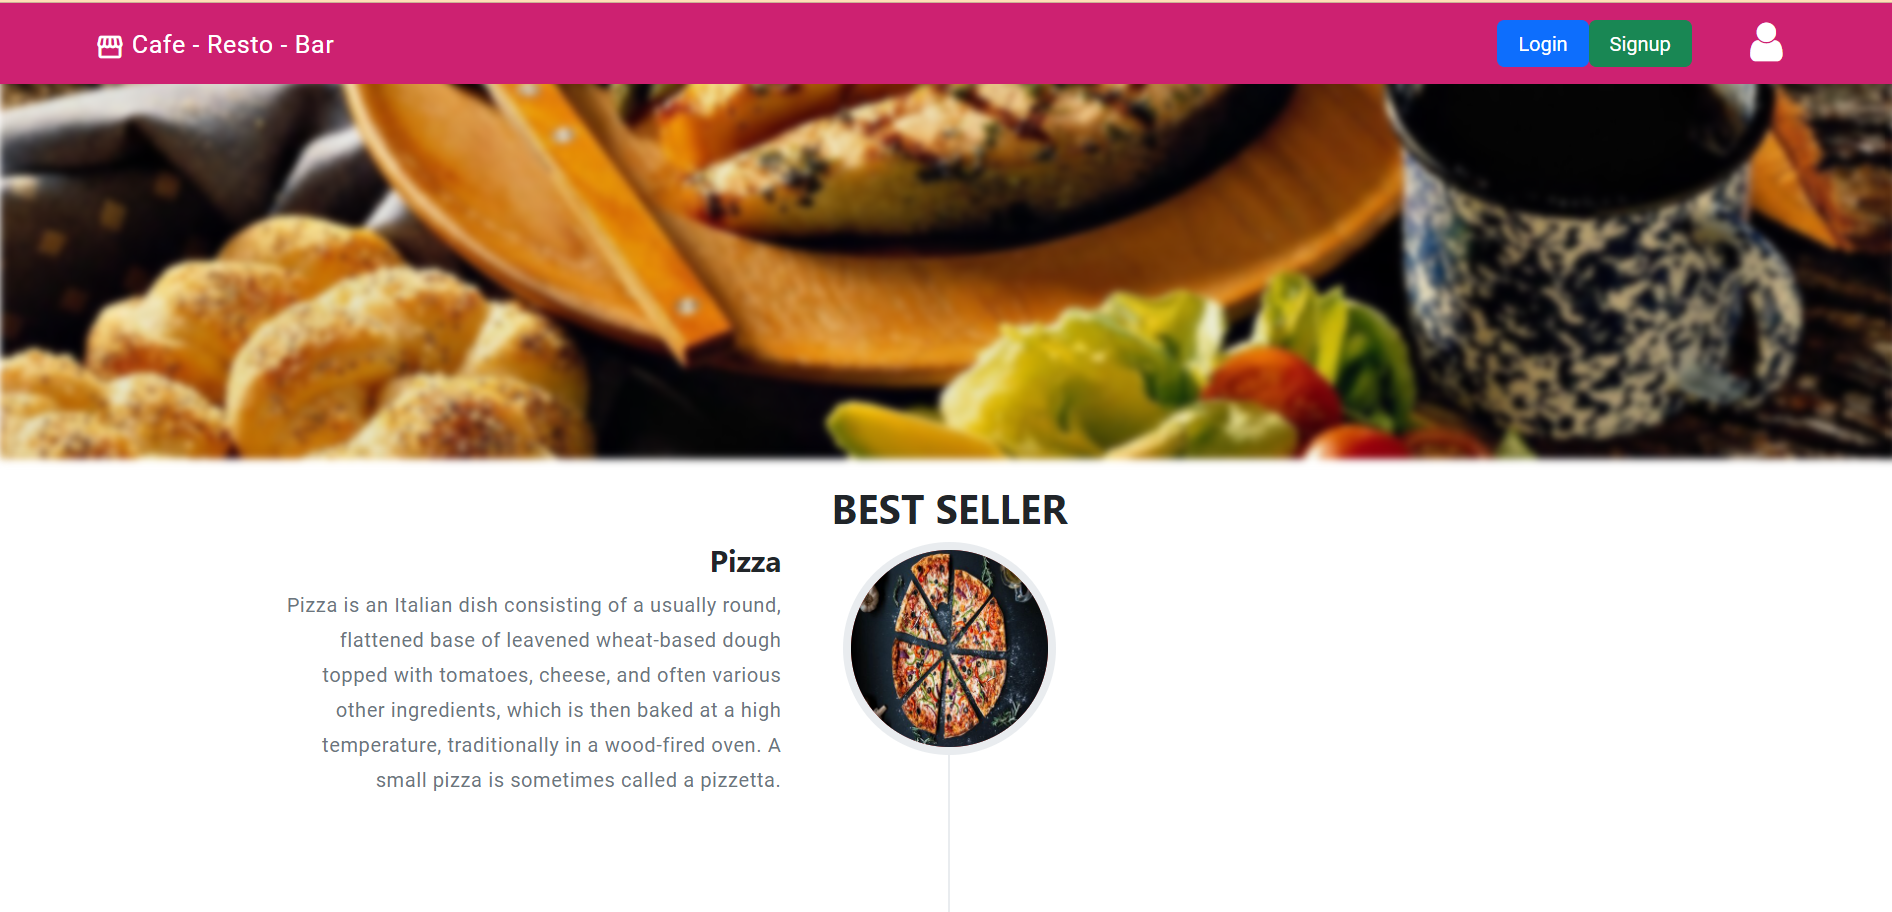 Cafe - Resto - Bar
Login
Signup
BEST SELLER
Pizza
Pizza is an Italian dish consisting of a usually round,
flattened base of leavened wheat-based dough
topped with tomatoes, cheese, and often various
other ingredients, which is then baked at a high
temperature, traditionally in a wood-fired oven. A
small pizza is sometimes called a pizzetta.